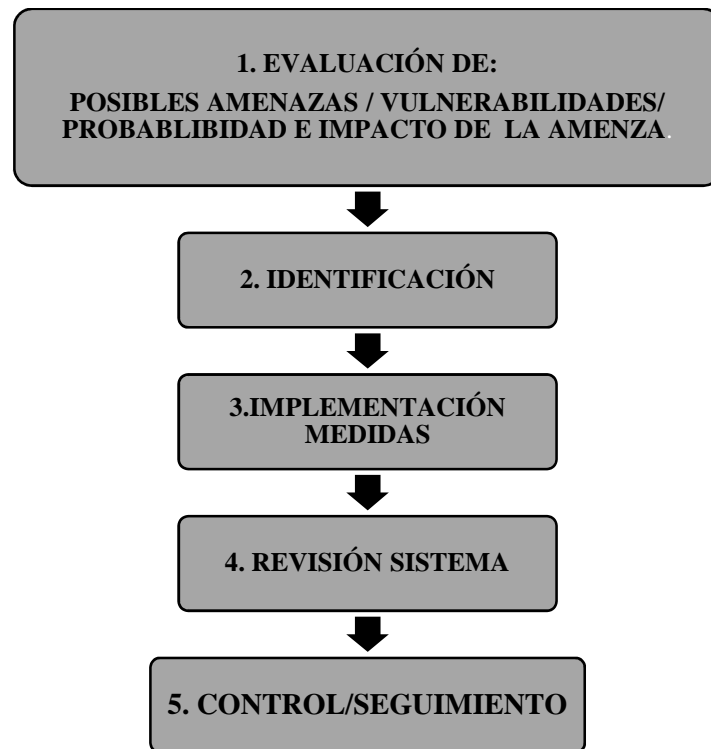 1. EVALUACIÓN DE:
POSIBLES AMENAZAS / VULNERABILIDADES/
PROBABLIBIDAD E IMPACTO DE LA AMENZA.
2. IDENTIFICACIÓN
3.IMPLEMENTACIÓN
MEDIDAS
4. REVISIÓN SISTEMA
5. CONTROL/SEGUIMIENTO